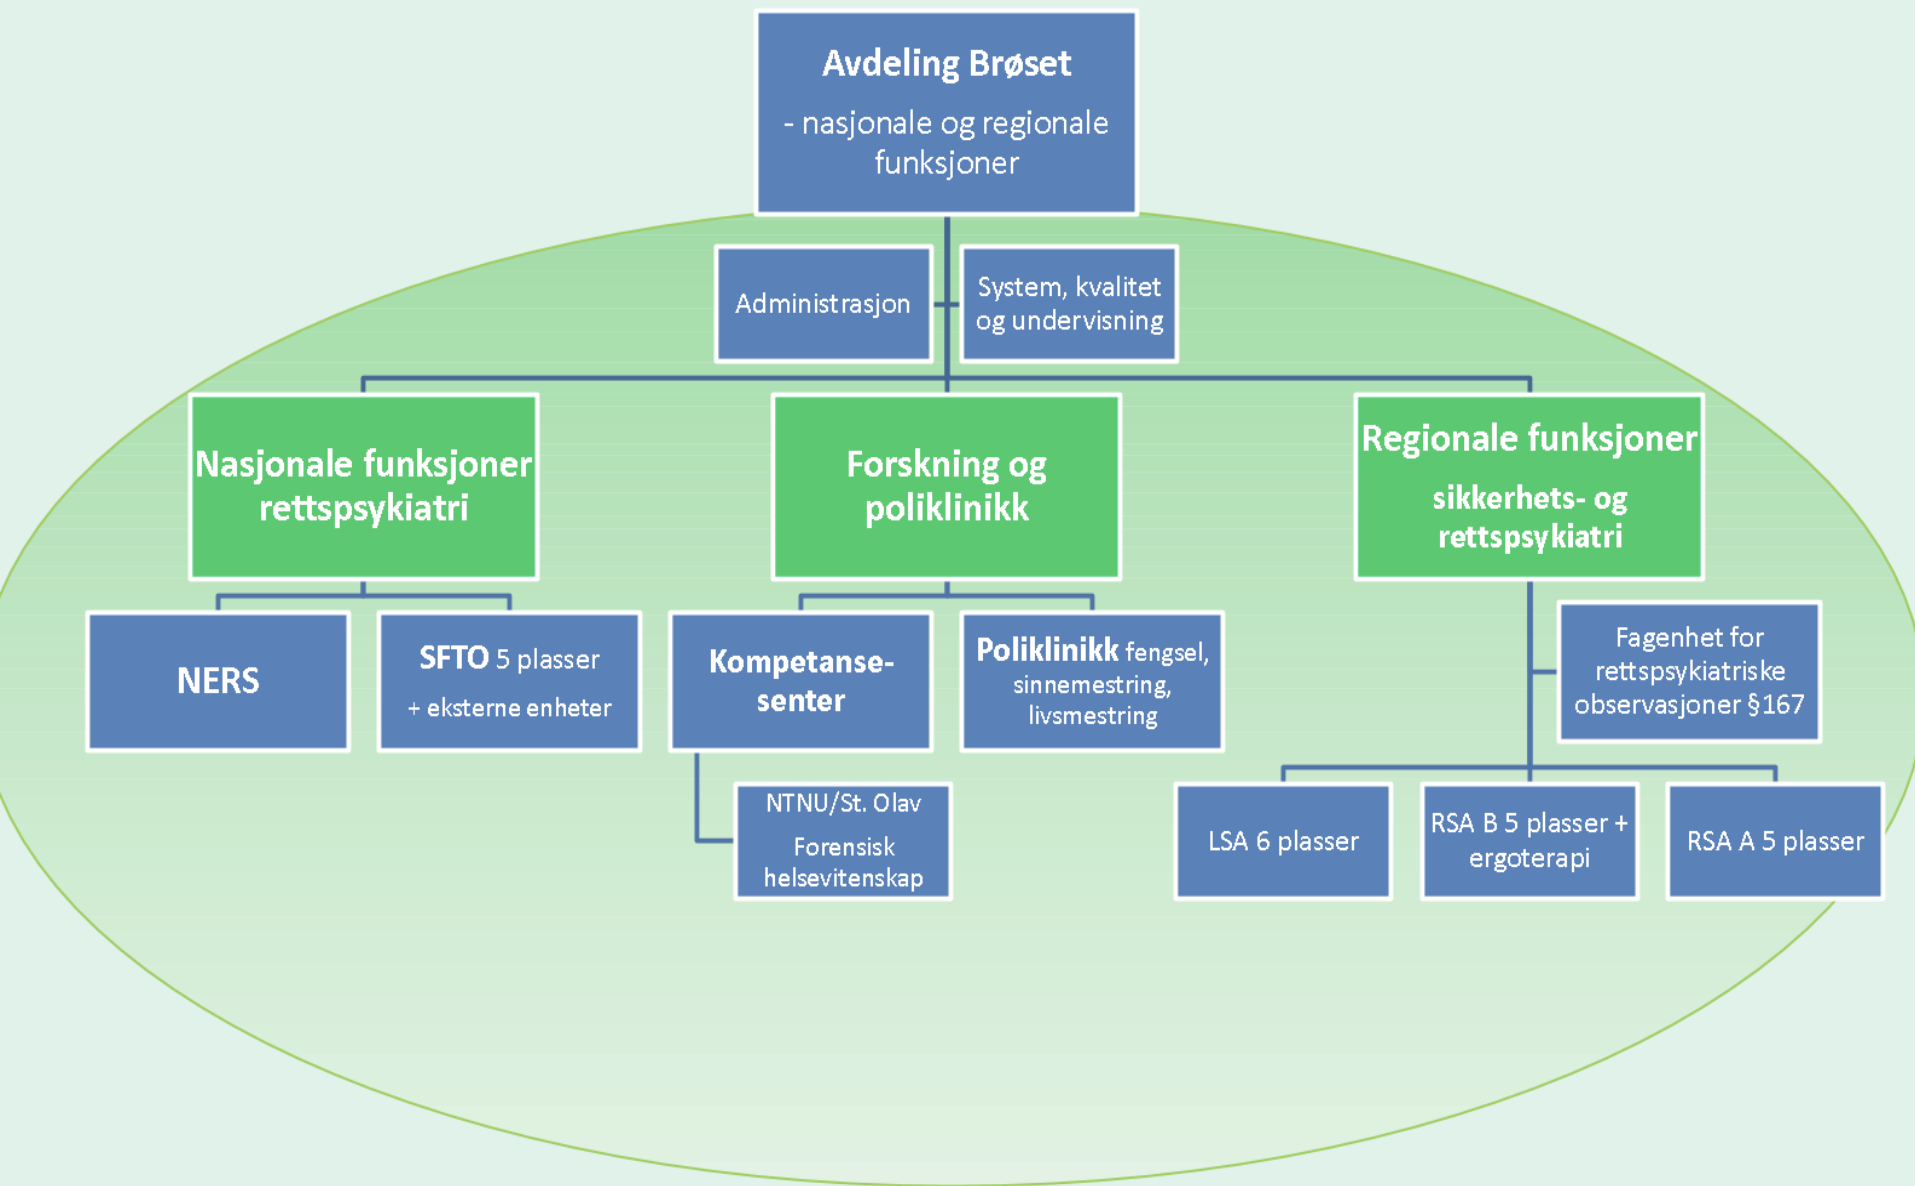 Avdeling Brøset
- nasjonale og regionale
funksjoner
Administrasjon
System, kvalitet
og undervisning
Nasjonale funksjoner
rettspsykiatri
Forskning og
poliklinikk
Regionale funksjoner
sikkerhets- og
rettspsykiatri
NERS
SFTO 5 plasser
+ eksterne enheter
Kompetanse-
senter
Poliklinikk fengsel,
sinnemestring,
livsmestring
Fagenhet for
rettspsykiatriske
observasjoner §167
NTNU/St. Olav
Forensisk
helsevitenskap
LSA 6 plasser
RSA B 5 plasser +
ergoterapi
RSA A 5 plasser